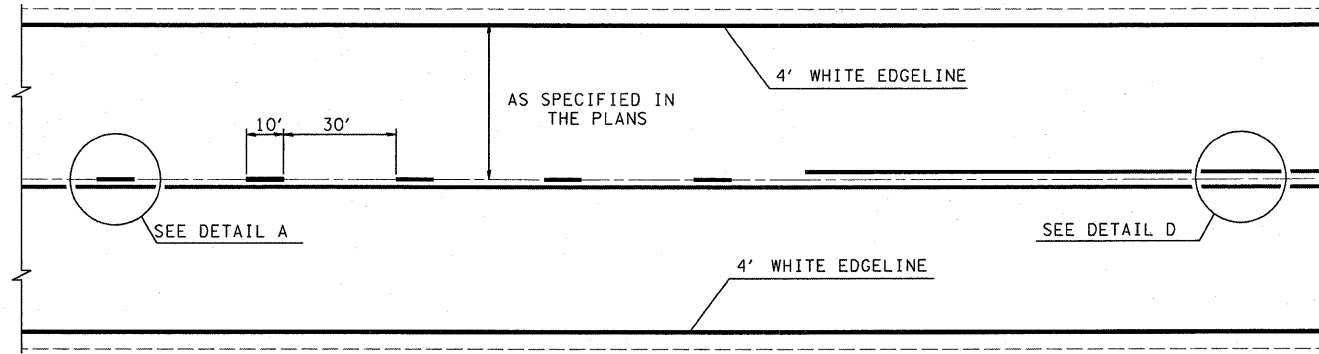 4' WHITE EDGELINE
AS SPECIFIED IN
THE PLANS
10'
30'
SEE DETAIL A
SEE DETAIL D
4' WHITE EDGELINE